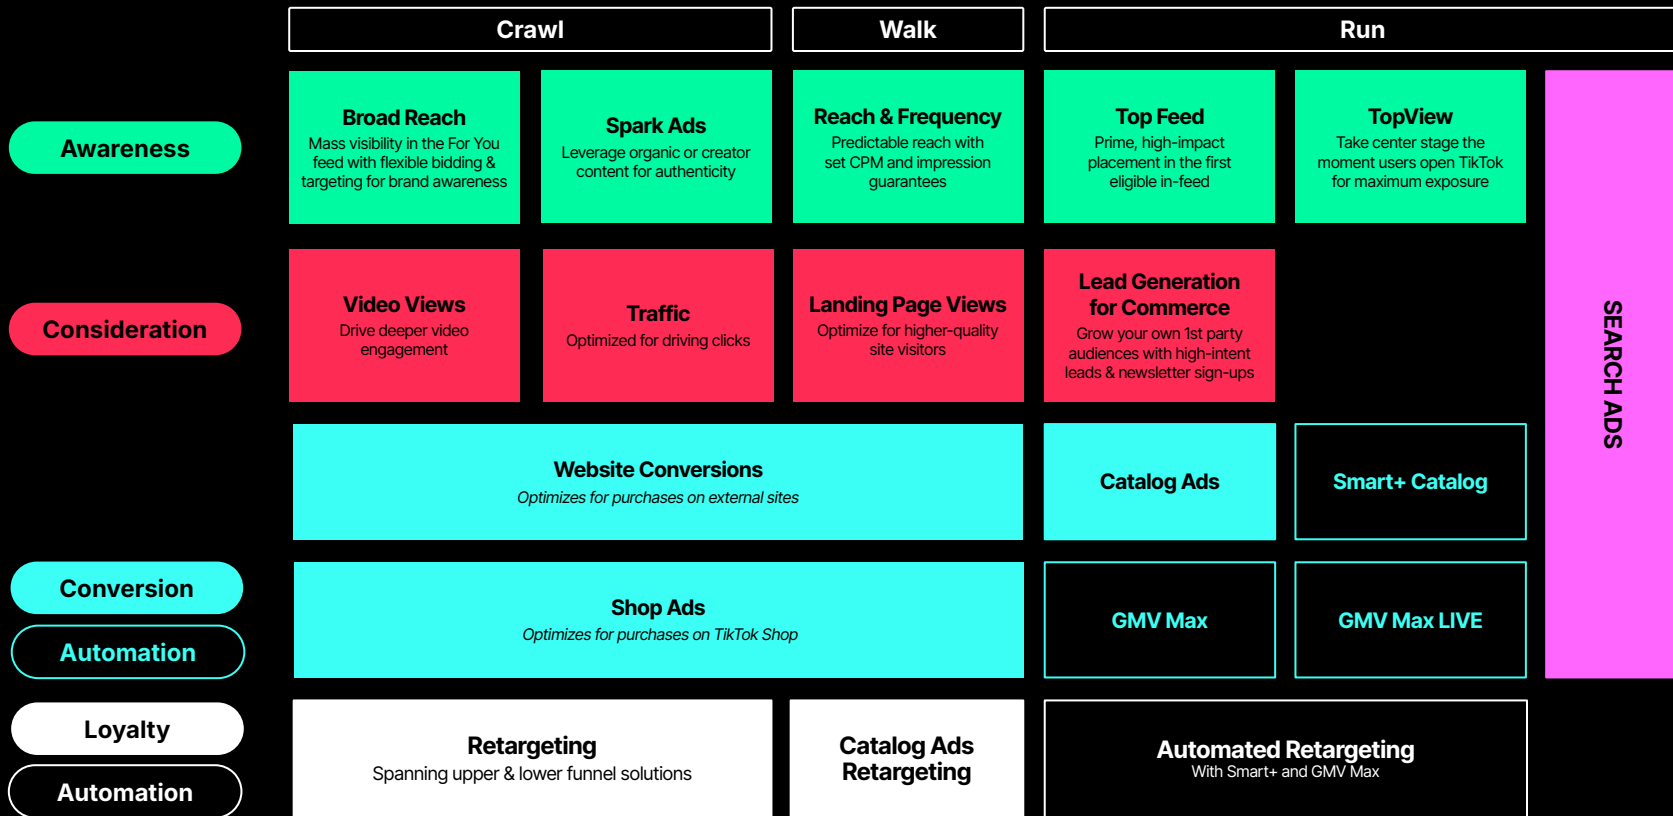 Crawl
Walk
Run
Awareness
Broad Reach
Mass visibility in the For You
feed with flexible bidding &
targeting for brand awareness
Spark Ads
Leverage organic or creator
content for authenticity
Reach & Frequency
Predictable reach with
set CPM and impression
guarantees
Top Feed
Prime, high-impact
placement in the first
eligible in-feed
TopView
Take center stage the
moment users open TikTok
for maximum exposure
SEARCH ADS
Consideration
Video Views
Drive deeper video
engagement
Traffic
Optimized for driving clicks
Landing Page Views
Optimize for higher-quality
site visitors
Lead Generation
for Commerce
Grow your own 1st party
audiences with high-intent
leads & newsletter sign-ups
Website Conversions
Optimizes for purchases on external sites
Catalog Ads
Smart+ Catalog
Conversion
Automation
Shop Ads
Optimizes for purchases on TikTok Shop
GMV Max
GMV Max LIVE
Loyalty
Automation
Retargeting
Spanning upper & lower funnel solutions
Catalog Ads
Retargeting
Automated Retargeting
With Smart+ and GMV Max